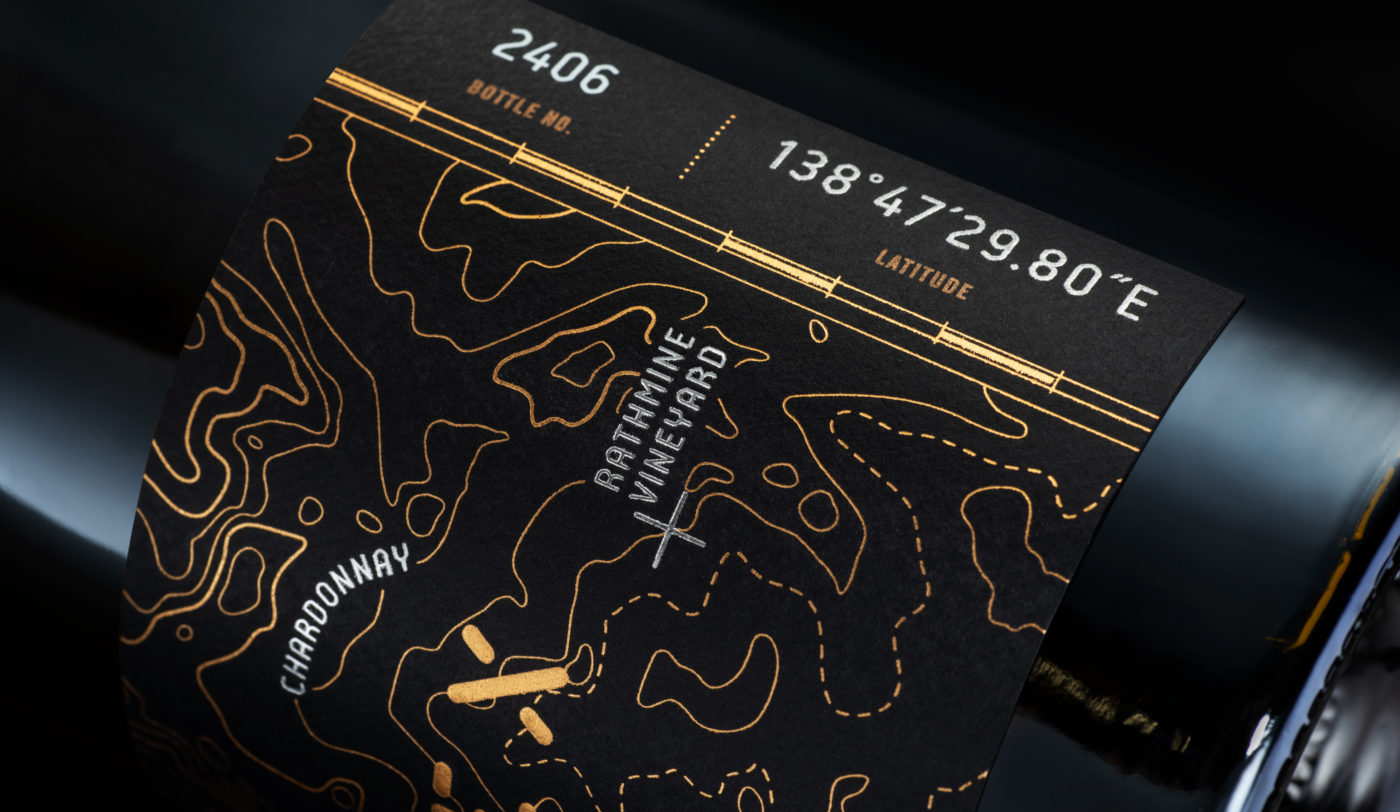 2406
BOTTLE NO.
138°47′29.80″E
LATITUDE
RATHMINE
VINEYARD
CHARDONNAY